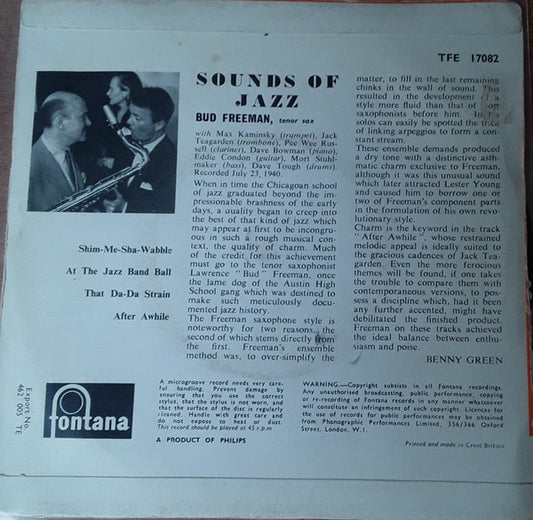 TFE 17082
SOUNDS OF
JAZZ
BUD FREEMAN, tenor sax
with Max Kaminsky (trumpet), Jack
Teagarden (trombone), Pee Wee Rus-
sell (clarinet), Dave Bowman (piano),
Eddie Condon (guitar), Mort Stuhl-
maker (bass), Dave Tough (drums).
Recorded July 23, 1940.
When in time the Chicagoan school
of jazz graduated beyond the im-
pressionable brashness of the early
days, a quality began to creep into
the best of that kind of jazz which
may appear at first to be incongru-
ous in such a rough musical con-
text, the quality of charm. Much
of the credit for this achievement
must go to the tenor saxophonist
Lawrence "Bud" Freeman, once
the lame dog of the Austin High
School gang which was destined to
make such meticulously docu-
mented jazz history.
The Freeman saxophone style is
noteworthy for two reasons, the
second of which stems directly from
the first. Freeman's ensemble
method was, to over-simplify the
matter, to fill in the last remaining
chinks in the wall of sound. This
resulted in the development of a
style more fluid than that of
saxophonists before him. In his
solos can easily be spotted the
of linking arpeggios to form a con-
stant stream.
These ensemble demands produced
a dry tone with a distinctive asth-
matic charm exclusive to Freeman,
although it was this unusual sound
which later attracted Lester Young
and caused him to borrow one or
two of Freeman's component parts
in the formulation of his own revo-
lutionary style.
Charm is the keyword in the track
"After Awhile", whose restrained
melodic appeal is ideally suited to
the gracious cadences of Jack Tea-
garden. Even the more ferocious
themes will be found, if one takes
the trouble to compare them with
contemporaneous versions, to pos-
sess a discipline which, had it been
any further accented, might have
debilitated the finished product.
Freeman on these tracks achieved
the ideal balance between enthu-
siasm and poise.
BENNY GREEN
Shim-Me-Sha-Wabble
At The Jazz Band Ball
That Da-Da Strain
After Awhile
Export No.
462 005 TE
fontana
A microgroove record needs very care-
ful handling. Prevent damage by
ensuring that you use the correct
stylus, that the stylus is not worn, and
that the surface of the disc is regularly
cleaned. Handle with great care and
do not expose to heat or dust.
This record should be played at 45 r.p.m
A PRODUCT OF PHILIPS
WARNING.—Copyright subsists in all Fontana recordings.
Any unauthorised broadcasting, public performance, copying
or re-recording of Fontana records in any manner whatsoever
will constitute an infringement of such copyright. Licences for
the use of records for public performances may be obtained
from Phonographic Performances Limited, 356/366 Oxford
Street, London, W.1.
Printed and made in Great Britain